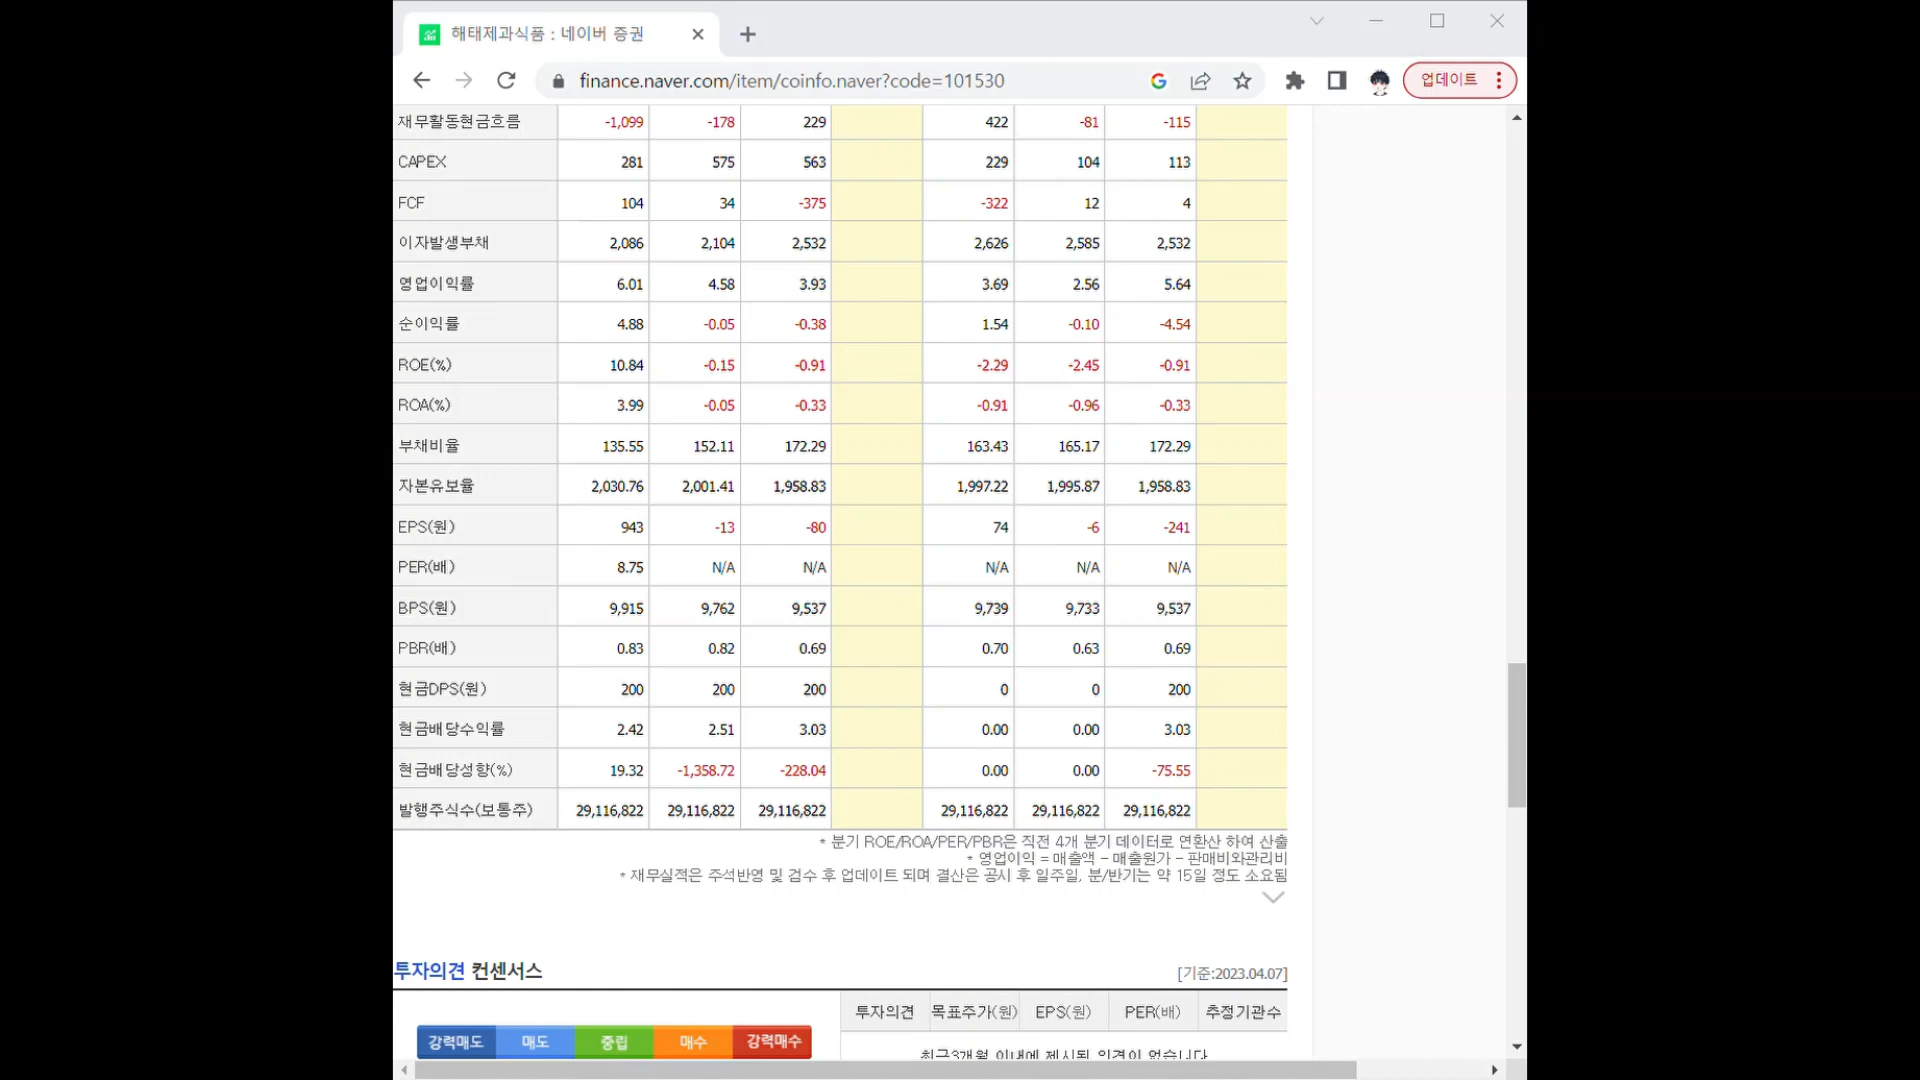 해태제과식품 : 네이버 증권
finance.naver.com/item/coinfo.naver?code=101530
업데이트
재무활동현금흐름 -1,099 -178 229 422 -81 -115
CAPEX 281 575 563 229 104 113
FCF 104 34 -375 -322 12 4
이자발생부채 2,086 2,104 2,532 2,626 2,585 2,532
영업이익률 6.01 4.58 3.93 3.69 2.56 5.64
순이익률 4.88 -0.05 -0.38 1.54 -0.10 -4.54
ROE(%) 10.84 -0.15 -0.91 -2.29 -2.45 -0.91
ROA(%) 3.99 -0.05 -0.33 -0.91 -0.96 -0.33
부채비율 135.55 152.11 172.29 163.43 165.17 172.29
자본유보율 2,030.76 2,001.41 1,958.83 1,997.22 1,995.87 1,958.83
EPS(원) 943 -13 -80 74 -6 -241
PER(배) 8.75 N/A N/A N/A N/A N/A
BPS(원) 9,915 9,762 9,537 9,739 9,733 9,537
PBR(배) 0.83 0.82 0.69 0.70 0.63 0.69
현금DPS(원) 200 200 200 0 0 200
현금배당수익률 2.42 2.51 3.03 0.00 0.00 3.03
현금배당성향(%) 19.32 -1,358.72 -228.04 0.00 0.00 -75.55
발행주식수(보통주) 29,116,822 29,116,822 29,116,822 29,116,822 29,116,822 29,116,822
* 분기 ROE/ROA/PER/PBR은 직전 4개 분기 데이터로 연환산 하여 산출
* 영업이익 = 매출액 - 매출원가 - 판매비와관리비
* 재무실적은 주석반영 및 검수 후 업데이트 되며 결산은 공시 후 일주일, 분/반기는 약 15일 정도 소요됨
투자의견 컨센서스 [기준:2023.04.07]
투자의견 목표주가(원) EPS(원) PER(배) 추정기관수
강력매도 매도 중립 매수 강력매수
최근3개월 이내에 제시된 의견이 없습니다